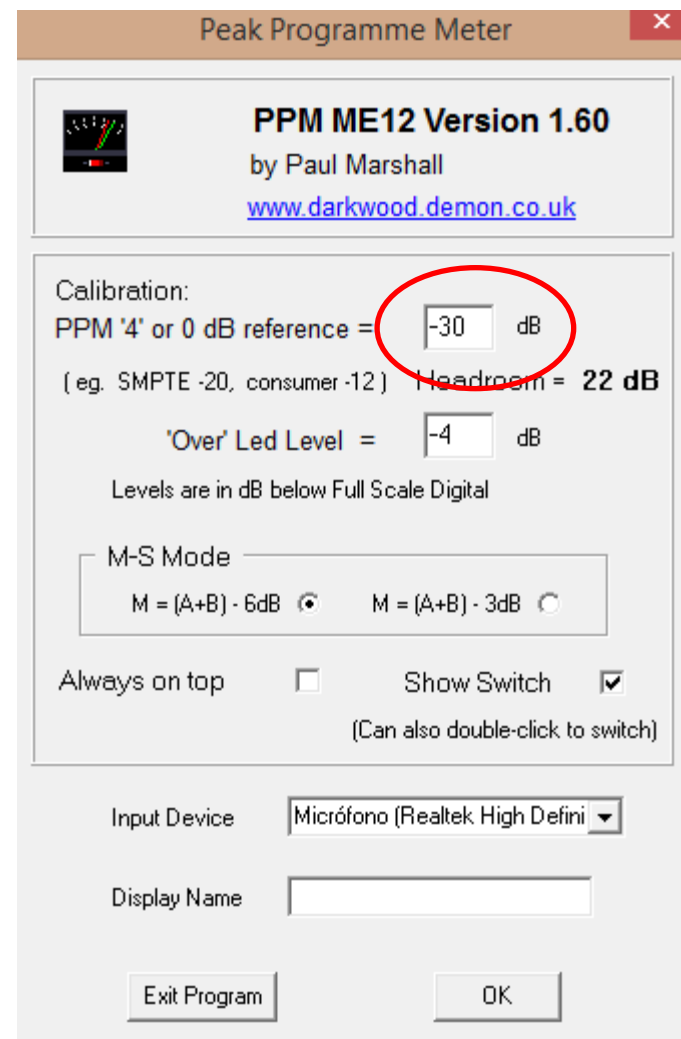 Peak Programme Meter
PPM ME12 Version 1.60
by Paul Marshall
www.darkwood.demon.co.uk
Calibration:
PPM '4' or 0 dB reference = -30 dB
( eg. SMPTE -20, consumer -12 ) Headroom = 22 dB
'Over' Led Level = -4 dB
Levels are in dB below Full Scale Digital
M-S Mode
M = (A+B) - 6dB M = (A+B) - 3dB
Always on top Show Switch
(Can also double-click to switch)
Input Device Micrófono (Realtek High Defini
Display Name
Exit Program OK